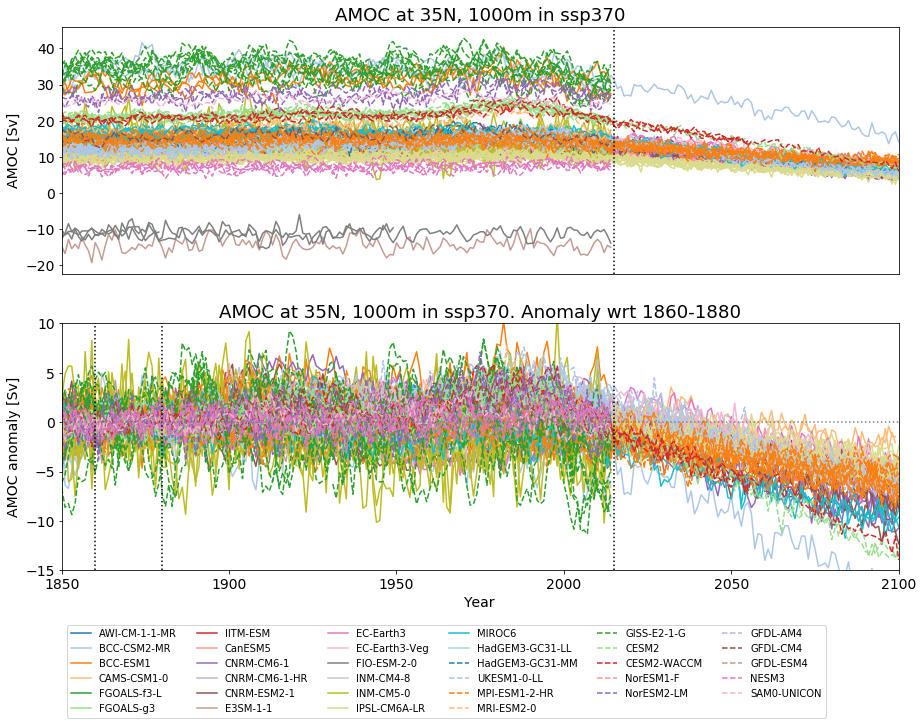 AMOC at 35N, 1000m in ssp370
AMOC [Sv]
40
30
20
10
0
−10
−20
AMOC at 35N, 1000m in ssp370. Anomaly wrt 1860-1880
AMOC anomaly [Sv]
10
5
0
−5
−10
−15
1850 1900 1950 2000 2050 2100
Year
AWI-CM-1-1-MR IITM-ESM EC-Earth3 MIROC6 GISS-E2-1-G GFDL-AM4
BCC-CSM2-MR CanESM5 EC-Earth3-Veg HadGEM3-GC31-LL CESM2 GFDL-CM4
BCC-ESM1 CNRM-CM6-1 FIO-ESM-2-0 HadGEM3-GC31-MM CESM2-WACCM GFDL-ESM4
CAMS-CSM1-0 CNRM-CM6-1-HR INM-CM4-8 UKESM1-0-LL NorESM1-F NESM3
FGOALS-f3-L CNRM-ESM2-1 INM-CM5-0 MPI-ESM1-2-HR NorESM2-LM SAM0-UNICON
FGOALS-g3 E3SM-1-1 IPSL-CM6A-LR MRI-ESM2-0